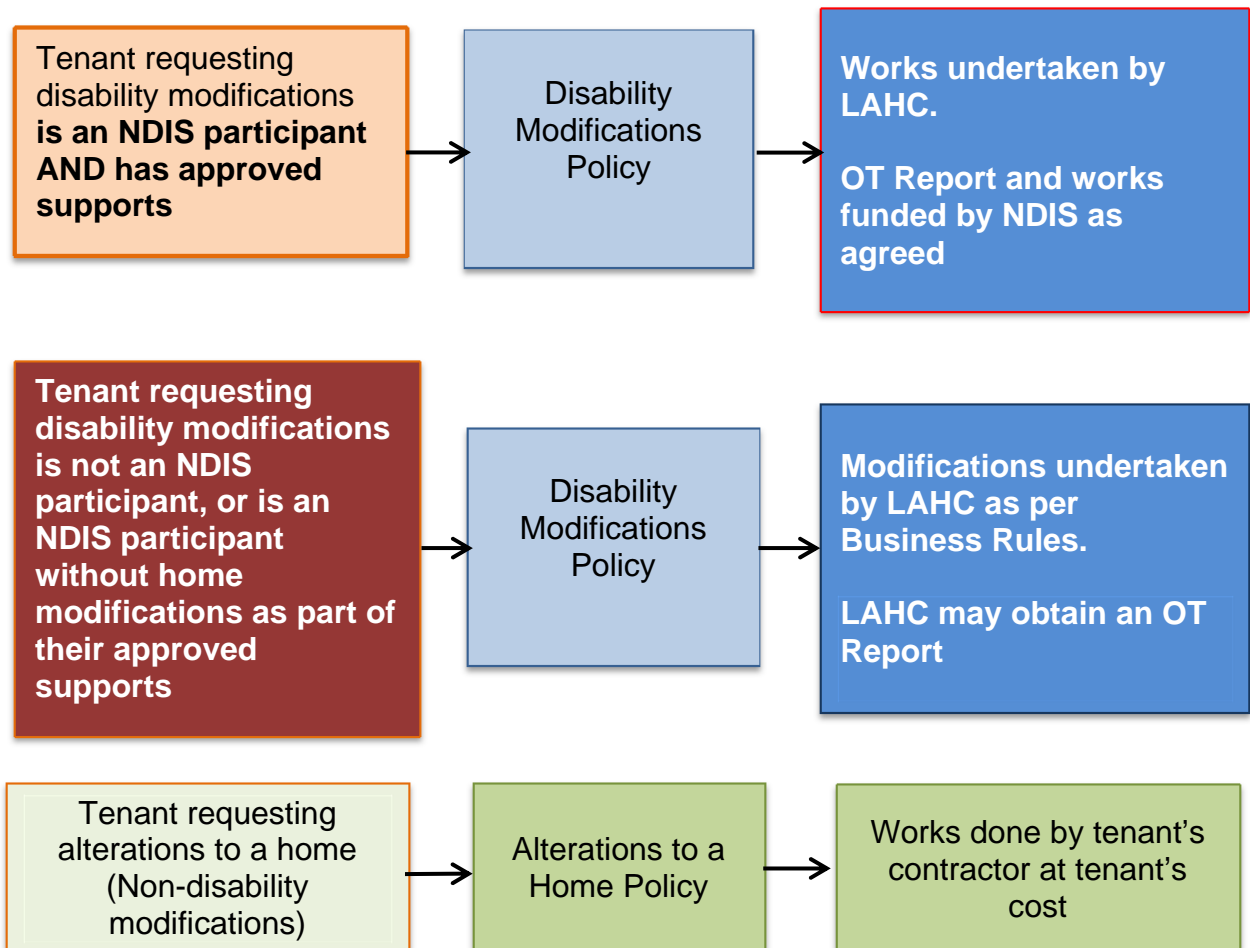 Tenant requesting
disability modifications
is an NDIS participant
AND has approved
supports
Disability
Modifications
Policy
Works undertaken by
LAHC.
OT Report and works
funded by NDIS as
agreed
Tenant requesting
disability modifications
is not an NDIS
participant, or is an
NDIS participant
without home
modifications as part of
their approved
supports
Disability
Modifications
Policy
Modifications undertaken
by LAHC as per
Business Rules.
LAHC may obtain an OT
Report
Tenant requesting
alterations to a home
(Non-disability
modifications)
Alterations to a
Home Policy
Works done by tenant’s
contractor at tenant’s
cost